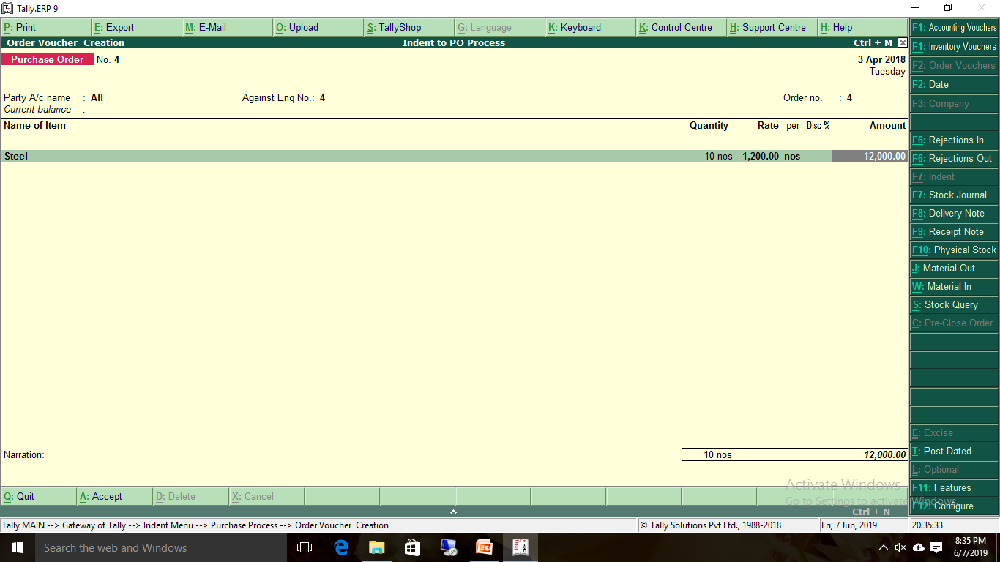 Tally.ERP 9
P: Print E: Export M: E-Mail O: Upload S: TallyShop G: Language K: Keyboard K: Control Centre H: Support Centre H: Help
Order Voucher Creation Indent to PO Process Ctrl + M
Purchase Order No. 4 3-Apr-2018
Tuesday
Party A/c name : All Against Enq No.: 4 Order no. : 4
Current balance :
Name of Item Quantity Rate per Disc % Amount
Steel 10 nos 1,200.00 nos 12,000.00
Narration: 10 nos 12,000.00
F1: Accounting Vouchers
F1: Inventory Vouchers
F2: Order Vouchers
F2: Date
F3: Company
F6: Rejections In
F6: Rejections Out
F7: Indent
F7: Stock Journal
F8: Delivery Note
F9: Receipt Note
F10: Physical Stock
J: Material Out
W: Material In
S: Stock Query
C: Pre-Close Order
E: Excise
T: Post-Dated
L: Optional
F11: Features
F12: Configure
Activate Windows
Go to Settings to activate Windows.
Q: Quit A: Accept D: Delete X: Cancel
Ctrl + N
Tally MAIN --> Gateway of Tally --> Indent Menu --> Purchase Process --> Order Voucher Creation © Tally Solutions Pvt Ltd., 1988-2018 Fri, 7 Jun, 2019 20:35:33
Search the web and Windows 8:35 PM
6/7/2019